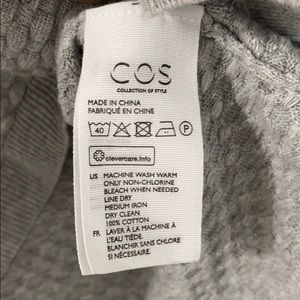 COS
COLLECTION OF STYLE
MADE IN CHINA
FABRIQUÉ EN CHINE
40 P
clevercare.info
US : MACHINE WASH WARM
ONLY NON-CHLORINE
BLEACH WHEN NEEDED
LINE DRY
MEDIUM IRON
DRY CLEAN
100% COTTON
FR : LAVER À LA MACHINE À
L'EAU TIÈDE.
BLANCHIR SANS CHLORE
SI NÉCESSAIRE.